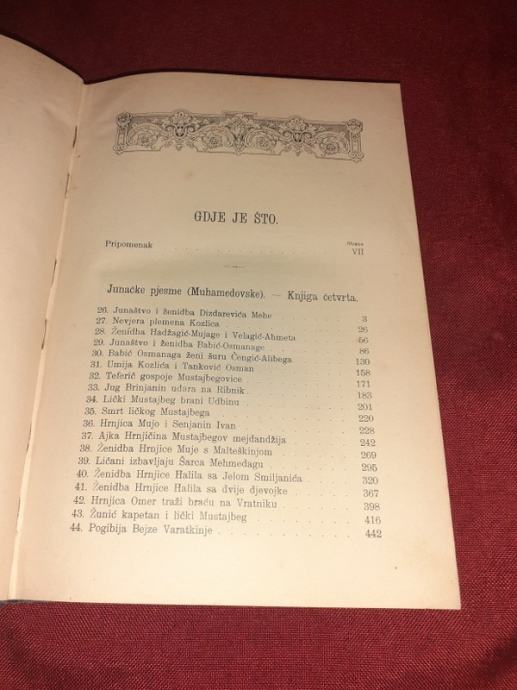 GDJE JE ŠTO.
Strana
Pripomenak . . . . . . . . . . VII
Junačke pjesme (Muhamedovske). — Knjiga četvrta.
26. Junaštvo i ženidba Dizdarevića Mehe . . . . 3
27. Nevjera plemena Kozlića . . . . . 26
28. Ženidba Hadžagić-Mujage i Velagić-Ahmeta . . . 56
29. Junaštvo i ženidba Babić-Osmanage . . . . 86
30. Babić Osmanaga ženi šuru Čengić-Alibega . . . 130
31. Umija Kozlića i Tanković Osman . . . . 158
32. Teferič gospoje Mustajbegovice . . . . 171
33. Jug Brinjanin udara na Ribnik . . . . 183
34. Lički Mustajbeg brani Udbinu . . . . 201
35. Smrt ličkog Mustajbega . . . . . 220
36. Hrnjica Mujo i Senjanin Ivan . . . . 228
37. Ajka Hrnjičina Mustajbegov mejdandžija . . . 242
38. Ženidba Hrnjice Muje s Malteškinjom . . . 269
39. Ličani izbavljaju Šarca Mehmedagu . . . . 295
40. Ženidba Hrnjice Halila sa Jelom Smiljanića . . . 320
41. Ženidba Hrnjice Halila sa dvije djevojke . . . 367
42. Hrnjica Omer traži braću na Vratniku . . . 398
43. Žunić kapetan i lički Mustajbeg . . . . 416
44. Pogibija Bejze Varatkinje . . . . . 442